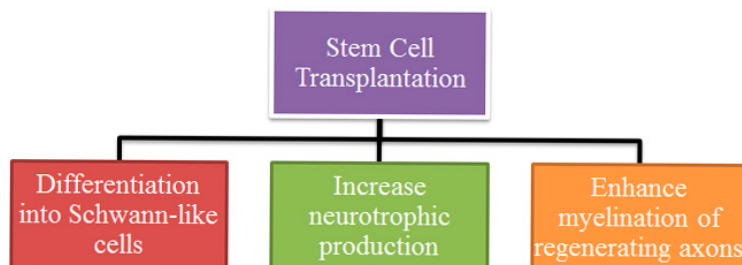 Stem Cell
Transplantation
Differentiation
into Schwann-like
cells
Increase
neurotrophic
production
Enhance
myelination of
regenerating axons